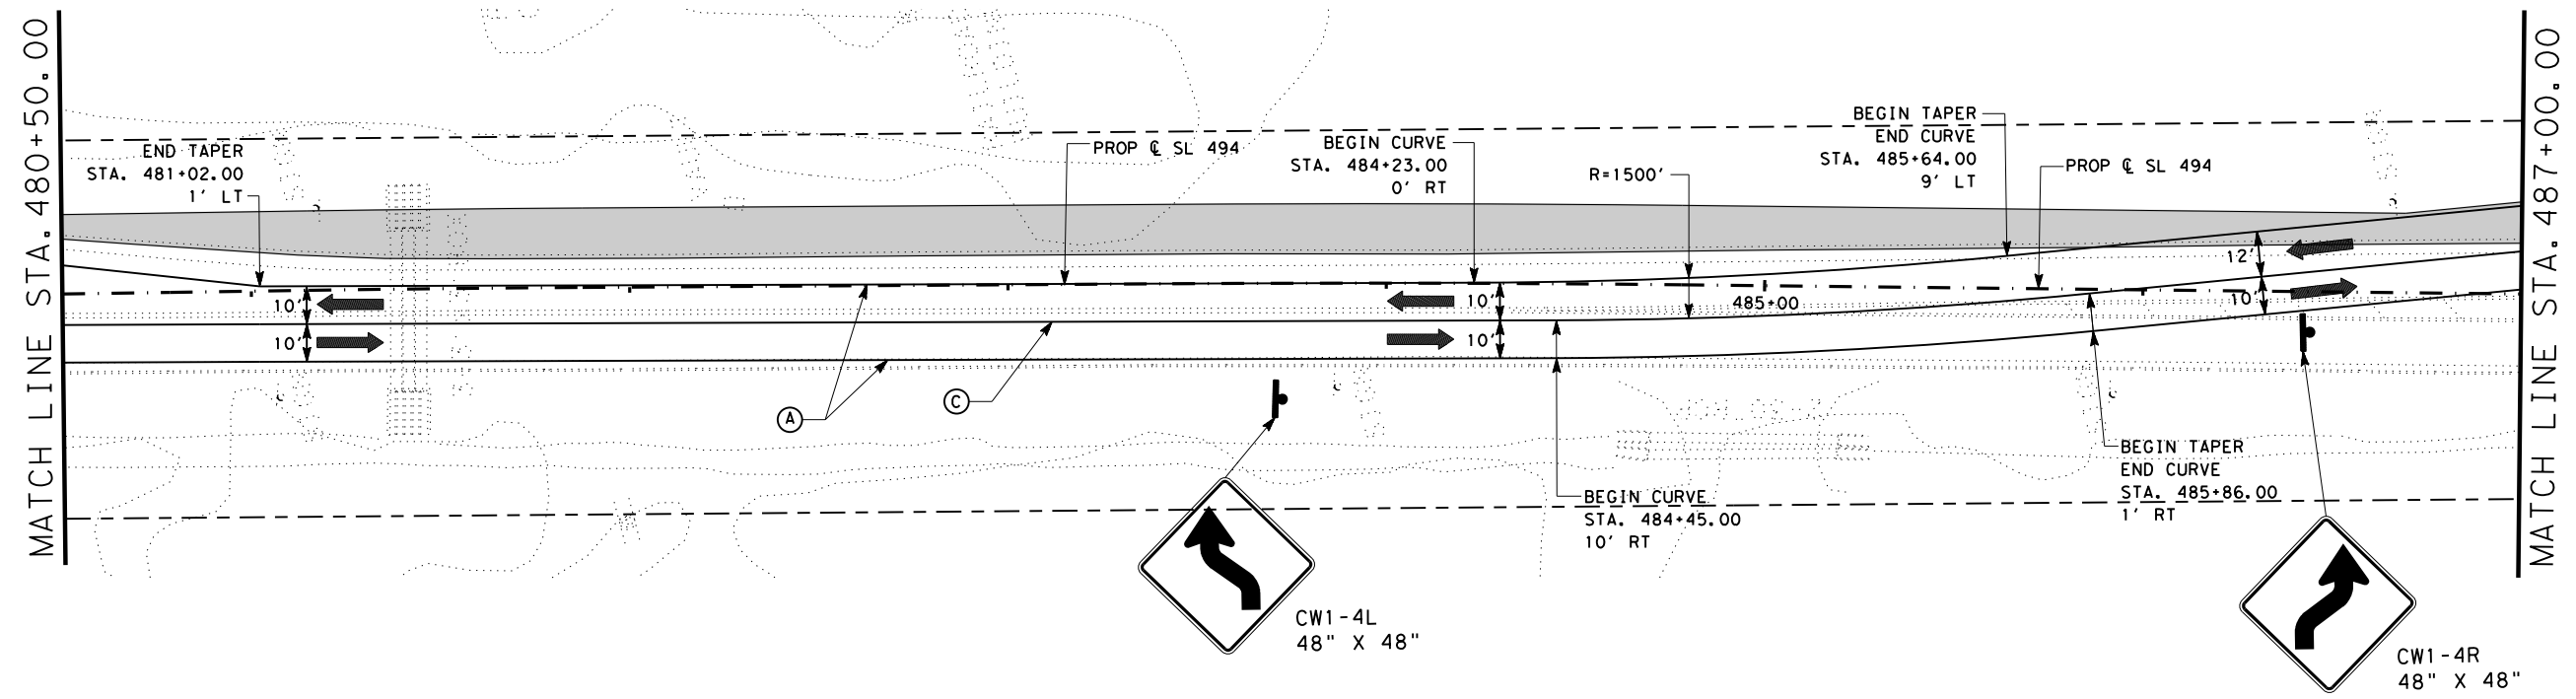 MATCH LINE STA. 480+50.00
END TAPER
STA. 481+02.00
1' LT
10'
10'
A
C
PROP ℄ SL 494
BEGIN CURVE
STA. 484+23.00
0' RT
10'
10'
R=1500'
485+00
BEGIN TAPER
END CURVE
STA. 485+64.00
9' LT
PROP ℄ SL 494
12'
10'
BEGIN CURVE
STA. 484+45.00
10' RT
BEGIN TAPER
END CURVE
STA. 485+86.00
1' RT
CW1-4L
48" X 48"
CW1-4R
48" X 48"
MATCH LINE STA. 487+00.00